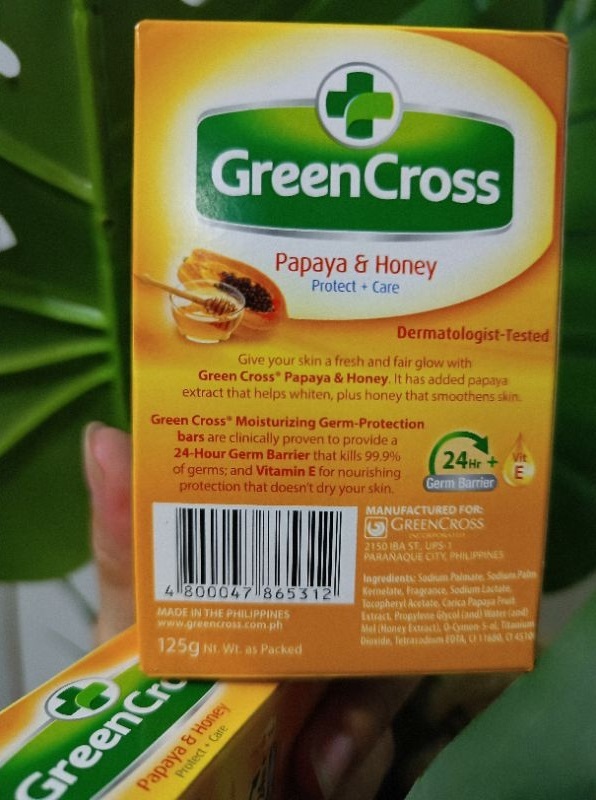 GreenCross
Papaya & Honey
Protect + Care
Dermatologist-Tested
Give your skin a fresh and fair glow with
Green Cross® Papaya & Honey. It has added papaya
extract that helps whiten, plus honey that smoothens skin.
Green Cross® Moisturizing Germ-Protection
bars are clinically proven to provide a
24-Hour Germ Barrier that kills 99.9%
of germs; and Vitamin E for nourishing
protection that doesn't dry your skin.
24Hr +
Germ Barrier
Vit
E
4 800047 865312
MADE IN THE PHILIPPINES
www.greencross.com.ph
125g Nt. Wt. as Packed
MANUFACTURED FOR:
GREENCROSS
INCORPORATED
2150 IBA ST. UPS-1
PARAÑAQUE CITY, PHILIPPINES
Ingredients: Sodium Palmate, Sodium Palm
Kernelate, Fragrance, Sodium Lactate,
Tocopheryl Acetate, Carica Papaya Fruit
Extract, Propylene Glycol (and) Water (and)
Mel (Honey Extract), O-Cymen-5-ol, Titanium
Dioxide, Tetrasodium EDTA, CI 11680, CI 4510
GreenCro
Papaya & Honey
Protect + Care